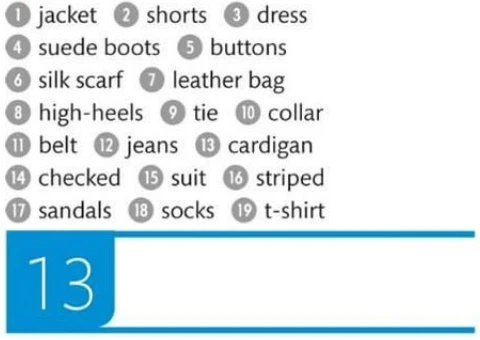 1 jacket 2 shorts 3 dress
4 suede boots 5 buttons
6 silk scarf 7 leather bag
8 high-heels 9 tie 10 collar
11 belt 12 jeans 13 cardigan
14 checked 15 suit 16 striped
17 sandals 18 socks 19 t-shirt
13